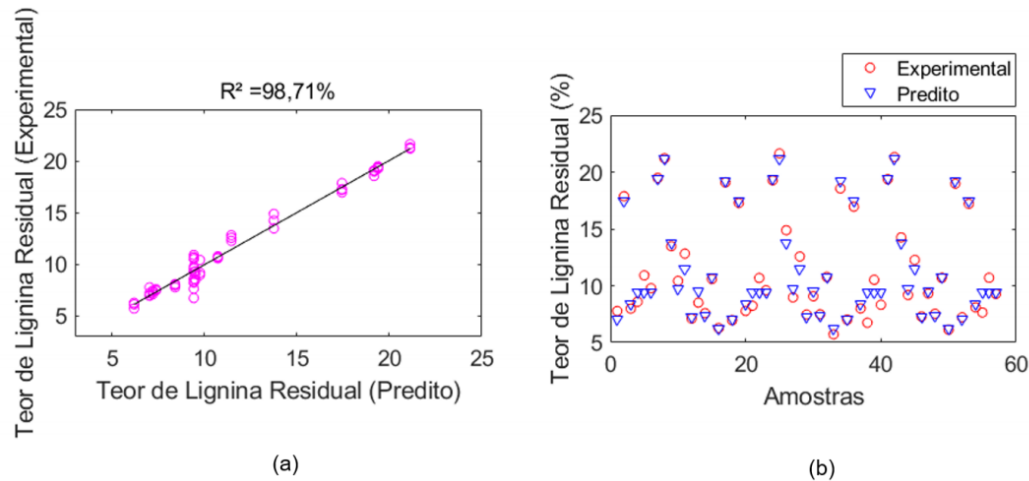 R² =98,71%
Teor de Lignina Residual (Experimental)
25
20
15
10
5
5
10
15
20
25
Teor de Lignina Residual (Predito)
(a)
Experimental
Predito
Teor de Lignina Residual (%)
25
20
15
10
5
0
20
40
60
Amostras
(b)